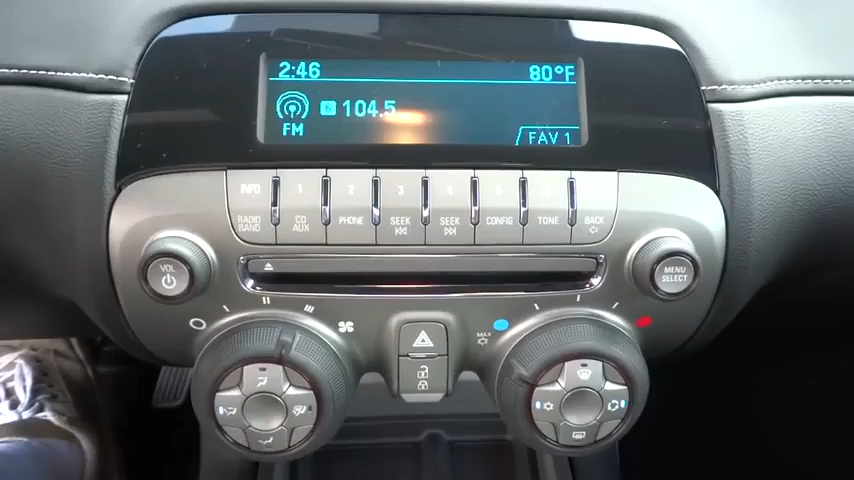 2:46 80°F
104.5
FM
FAV 1
INFO 1 2 3 4 5
RADIO BAND CD AUX PHONE SEEK SEEK CONFIG TONE BACK
VOL
MENU SELECT
MAX